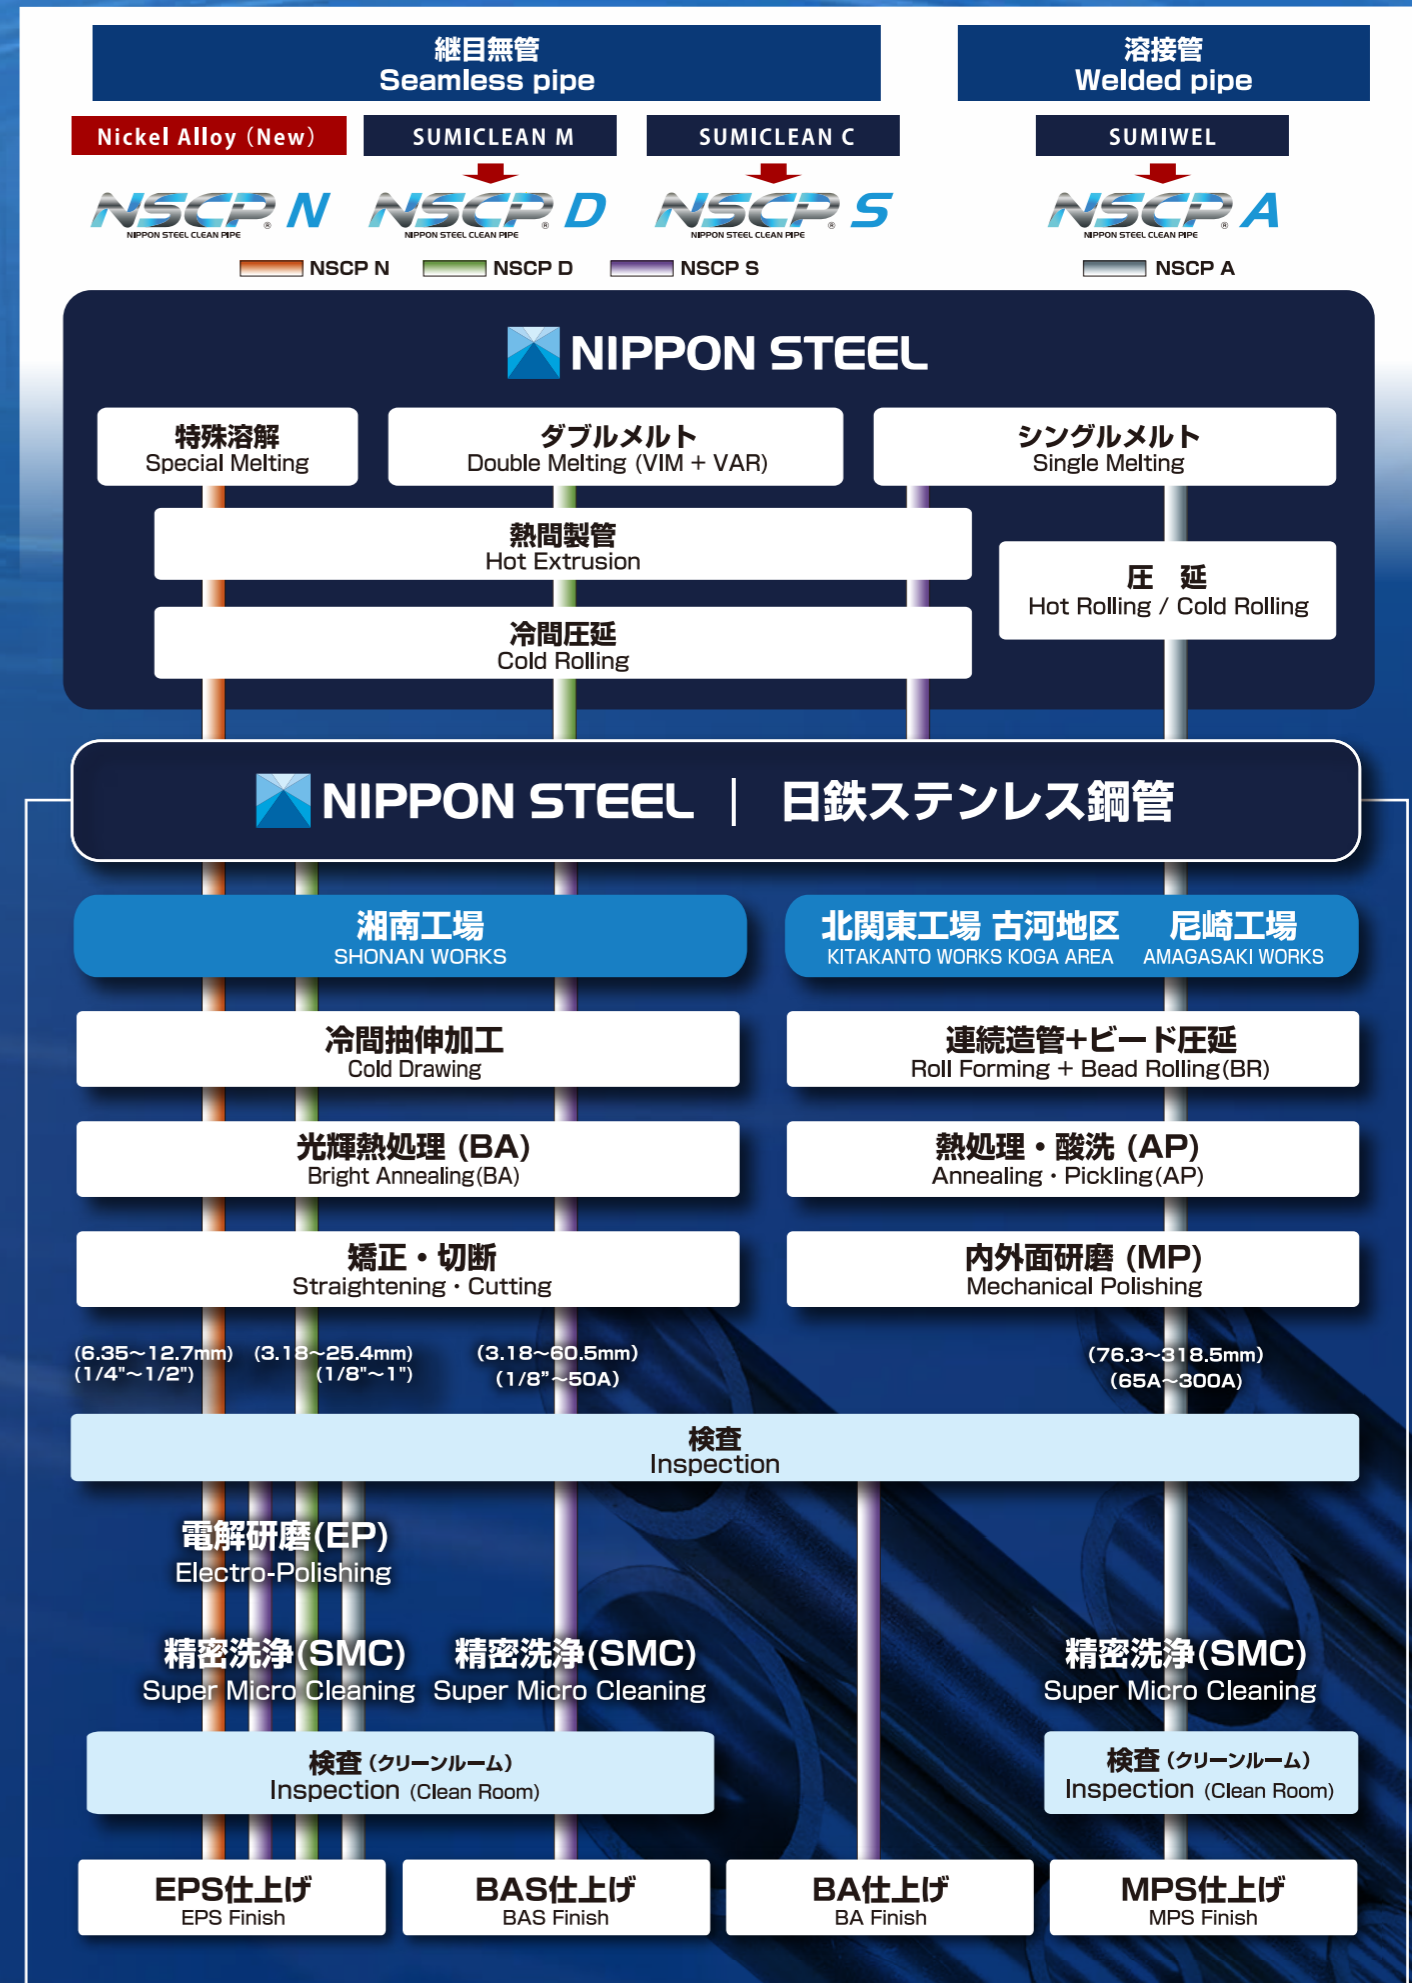 継目無管
Seamless pipe
溶接管
Welded pipe
Nickel Alloy（New）
SUMICLEAN M
SUMICLEAN C
SUMIWEL
NSCP® N
NIPPON STEEL CLEAN PIPE
NSCP® D
NIPPON STEEL CLEAN PIPE
NSCP® S
NIPPON STEEL CLEAN PIPE
NSCP® A
NIPPON STEEL CLEAN PIPE
NSCP N
NSCP D
NSCP S
NSCP A
NIPPON STEEL
特殊溶解
Special Melting
ダブルメルト
Double Melting (VIM + VAR)
シングルメルト
Single Melting
熱間製管
Hot Extrusion
圧　延
Hot Rolling / Cold Rolling
冷間圧延
Cold Rolling
NIPPON STEEL | 日鉄ステンレス鋼管
湘南工場
SHONAN WORKS
北関東工場 古河地区
KITAKANTO WORKS KOGA AREA
尼崎工場
AMAGASAKI WORKS
冷間抽伸加工
Cold Drawing
連続造管+ビード圧延
Roll Forming + Bead Rolling(BR)
光輝熱処理 (BA)
Bright Annealing(BA)
熱処理・酸洗 (AP)
Annealing・Pickling(AP)
矯正・切断
Straightening・Cutting
内外面研磨 (MP)
Mechanical Polishing
(6.35〜12.7mm)
(1/4"〜1/2")
(3.18〜25.4mm)
(1/8"〜1")
(3.18〜60.5mm)
(1/8”〜50A)
(76.3〜318.5mm)
(65A〜300A)
検査
Inspection
電解研磨(EP)
Electro-Polishing
精密洗浄(SMC)
Super Micro Cleaning
精密洗浄(SMC)
Super Micro Cleaning
精密洗浄(SMC)
Super Micro Cleaning
検査（クリーンルーム）
Inspection (Clean Room)
検査（クリーンルーム）
Inspection (Clean Room)
EPS仕上げ
EPS Finish
BAS仕上げ
BAS Finish
BA仕上げ
BA Finish
MPS仕上げ
MPS Finish